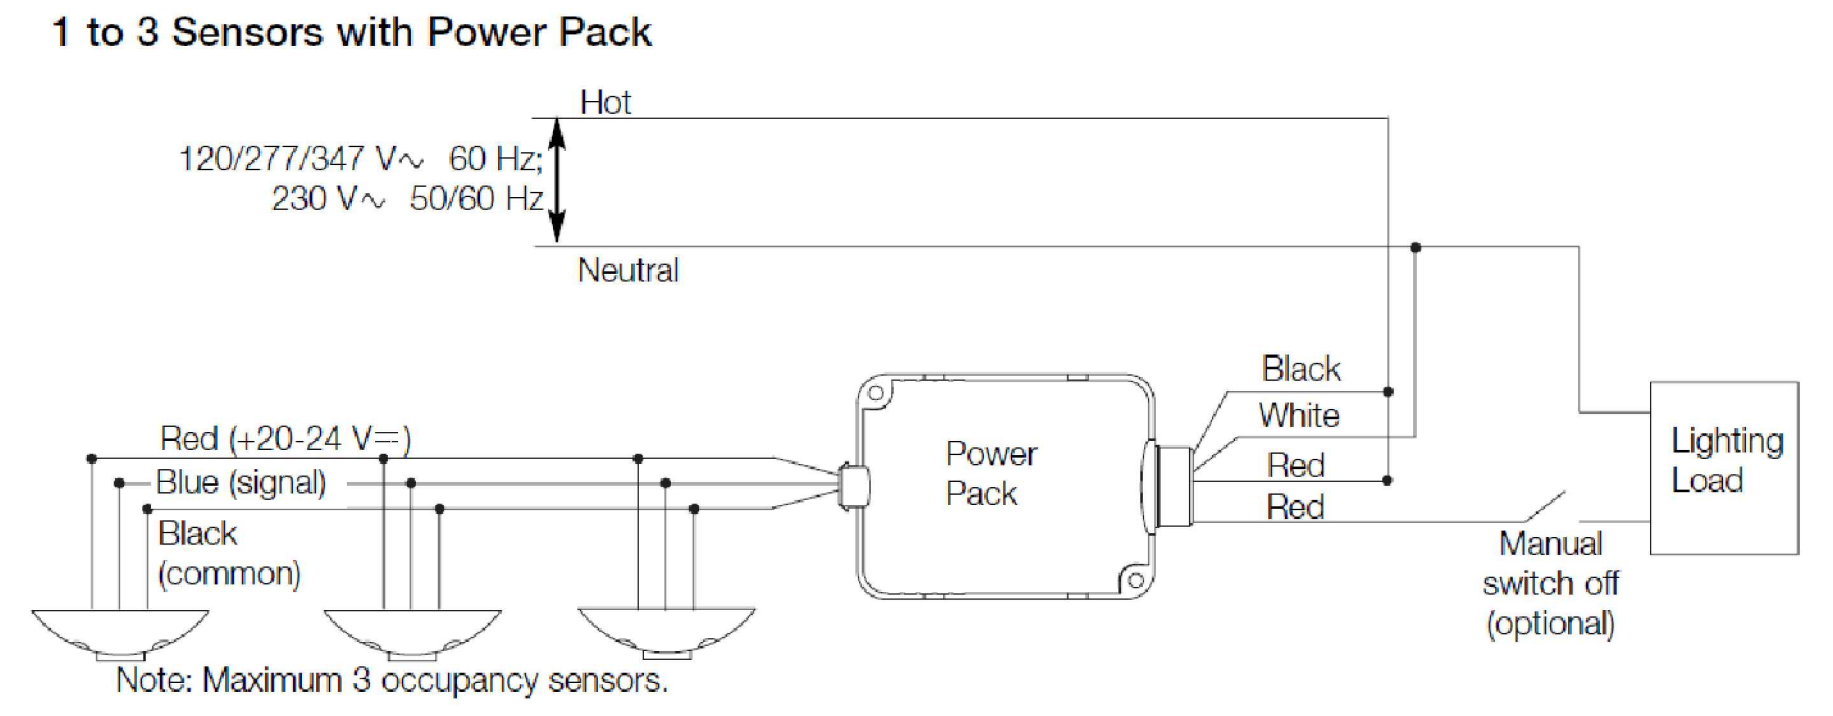 1 to 3 Sensors with Power Pack
Hot
120/277/347 V~ 60 Hz;
230 V~ 50/60 Hz
Neutral
Black
White
Red
Red
Red (+20-24 V⎓)
Blue (signal)
Black
(common)
Power
Pack
Lighting
Load
Manual
switch off
(optional)
Note: Maximum 3 occupancy sensors.